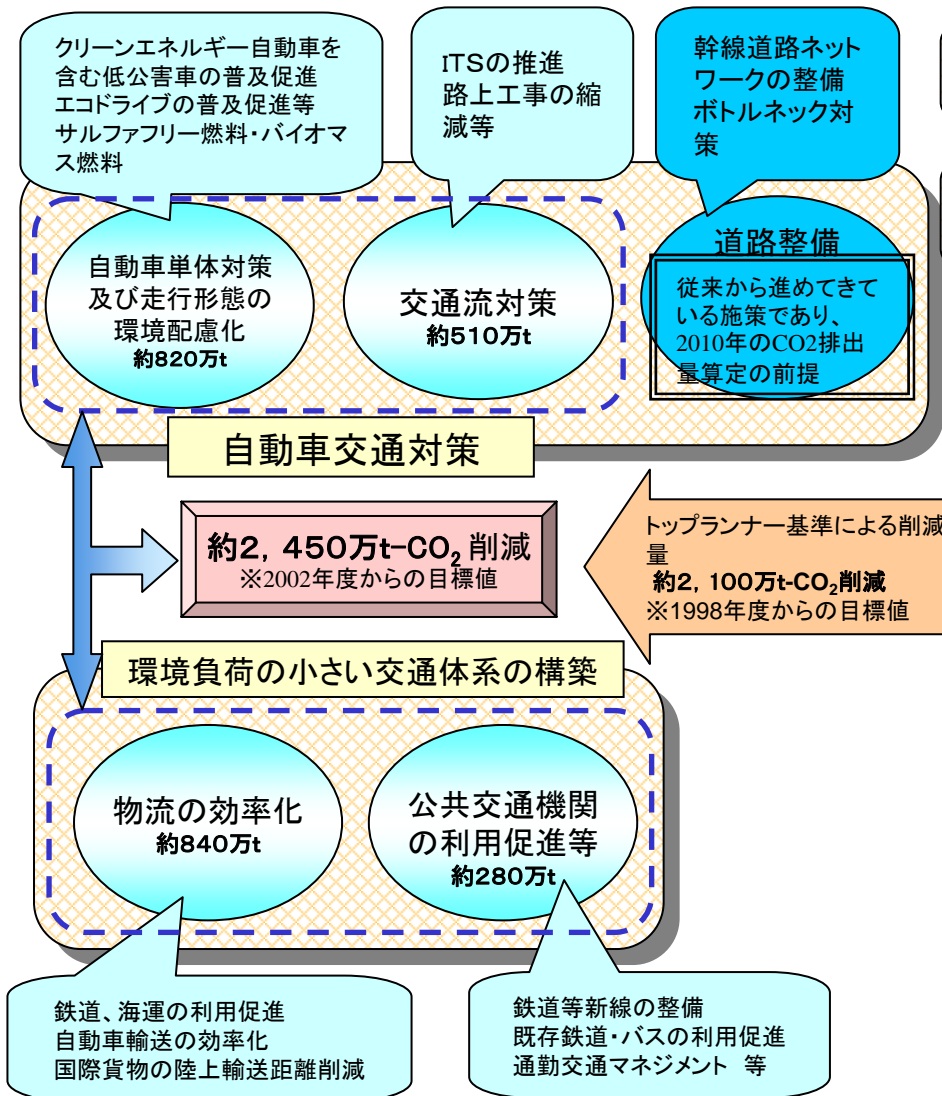 クリーンエネルギー自動車を
含む低公害車の普及促進
エコドライブの普及促進等
サルファフリー燃料・バイオマ
ス燃料
ITSの推進
路上工事の縮
減等
幹線道路ネット
ワークの整備
ボトルネック対
策
自動車単体対策
及び走行形態の
環境配慮化
約820万t
交通流対策
約510万t
道路整備
従来から進めてきて
いる施策であり、
2010年のCO2排出
量算定の前提
自動車交通対策
約2，450万t-CO₂ 削減
※2002年度からの目標値
トップランナー基準による削減
量
約2，100万t-CO₂削減
※1998年度からの目標値
環境負荷の小さい交通体系の構築
物流の効率化
約840万t
公共交通機関
の利用促進等
約280万t
鉄道、海運の利用促進
自動車輸送の効率化
国際貨物の陸上輸送距離削減
鉄道等新線の整備
既存鉄道・バスの利用促進
通勤交通マネジメント　等